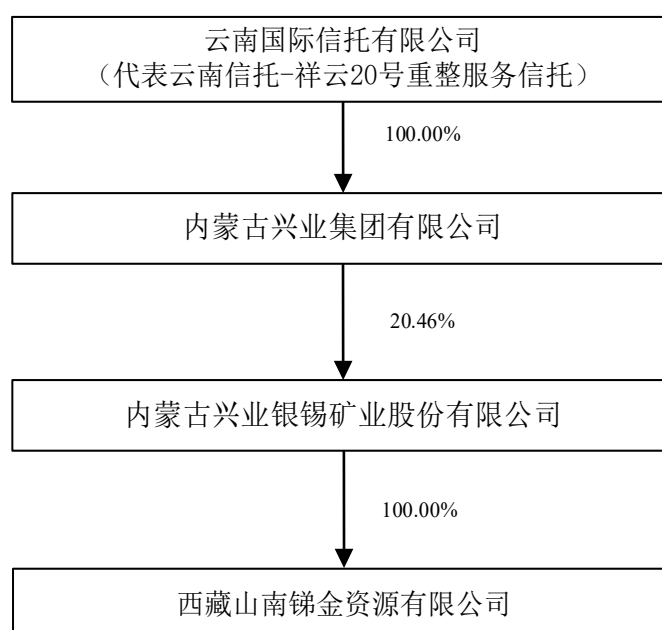 云南国际信托有限公司
（代表云南信托-祥云20号重整服务信托）
100.00%
内蒙古兴业集团有限公司
20.46%
内蒙古兴业银锡矿业股份有限公司
100.00%
西藏山南锑金资源有限公司